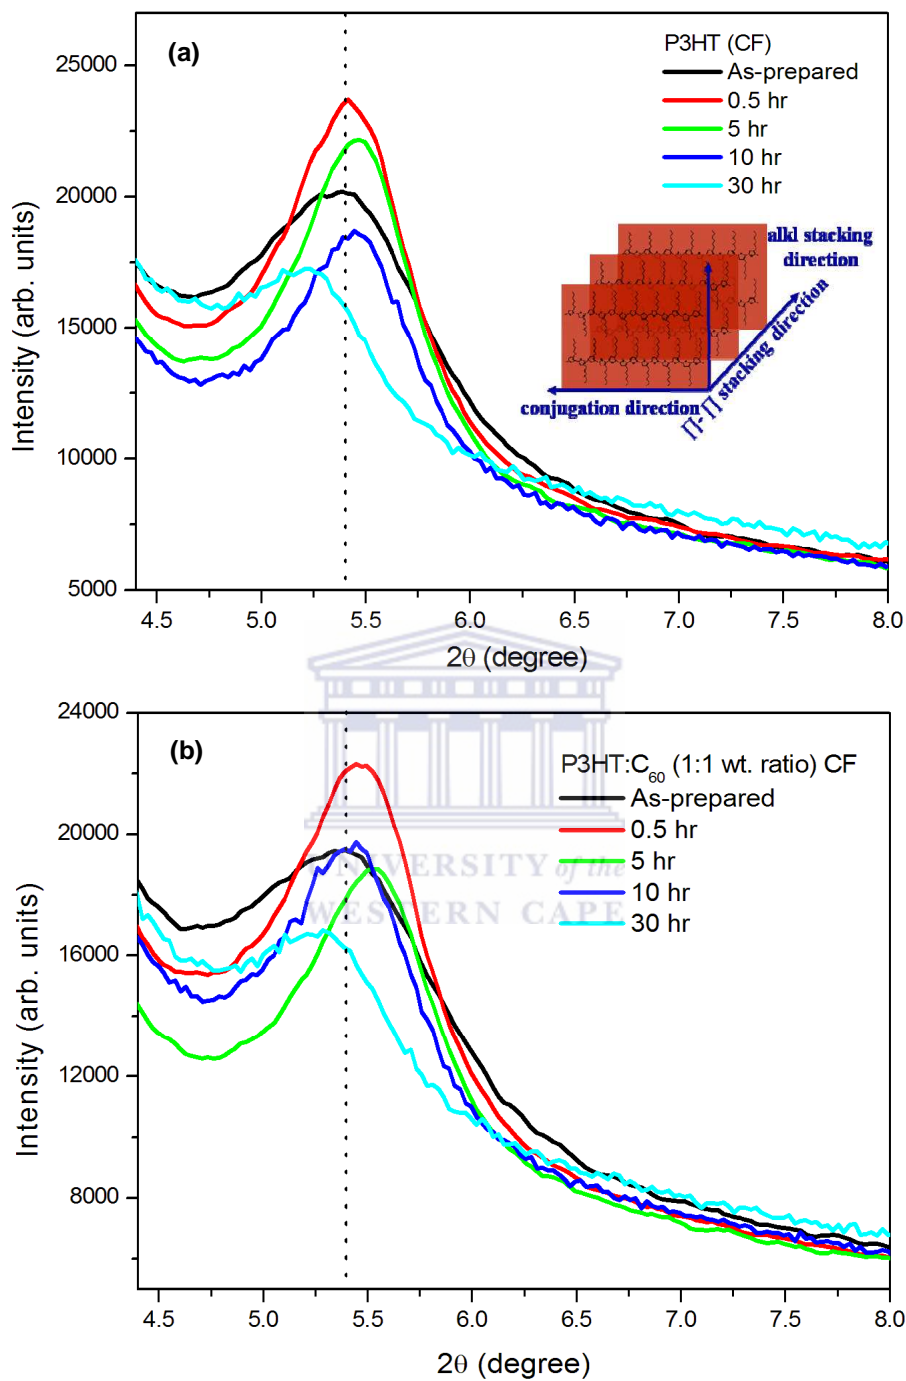 (a)
P3HT (CF)
As-prepared
0.5 hr
5 hr
10 hr
30 hr
alkl stacking
direction
conjugation direction
∏-∏ stacking direction
Intensity (arb. units)
25000
20000
15000
10000
5000
4.5 5.0 5.5 6.0 6.5 7.0 7.5 8.0
2θ (degree)
UNIVERSITY of the
WESTERN CAPE
(b)
P3HT:C60 (1:1 wt. ratio) CF
As-prepared
0.5 hr
5 hr
10 hr
30 hr
Intensity (arb. units)
24000
20000
16000
12000
8000
4.5 5.0 5.5 6.0 6.5 7.0 7.5 8.0
2θ (degree)